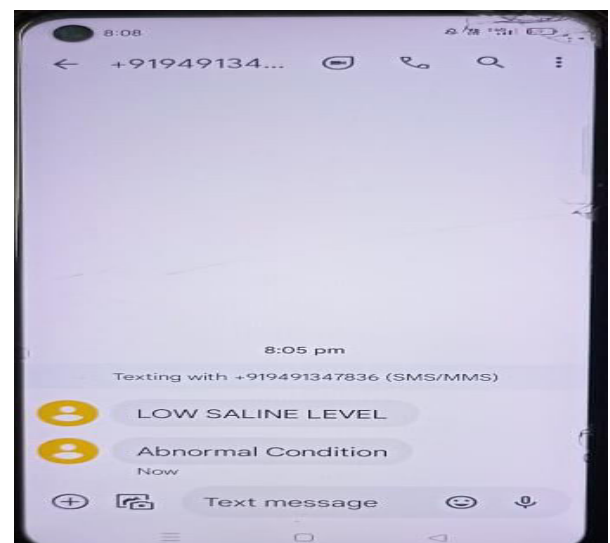 8:08
+91949134...
8:05 pm
Texting with +919491347836 (SMS/MMS)
LOW SALINE LEVEL
Abnormal Condition
Now
Text message